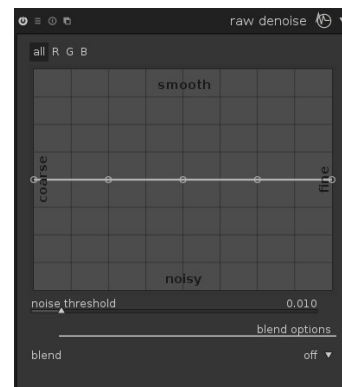 raw denoise
all R G B
smooth
coarse
fine
noisy
noise threshold 0.010
blend options
blend off